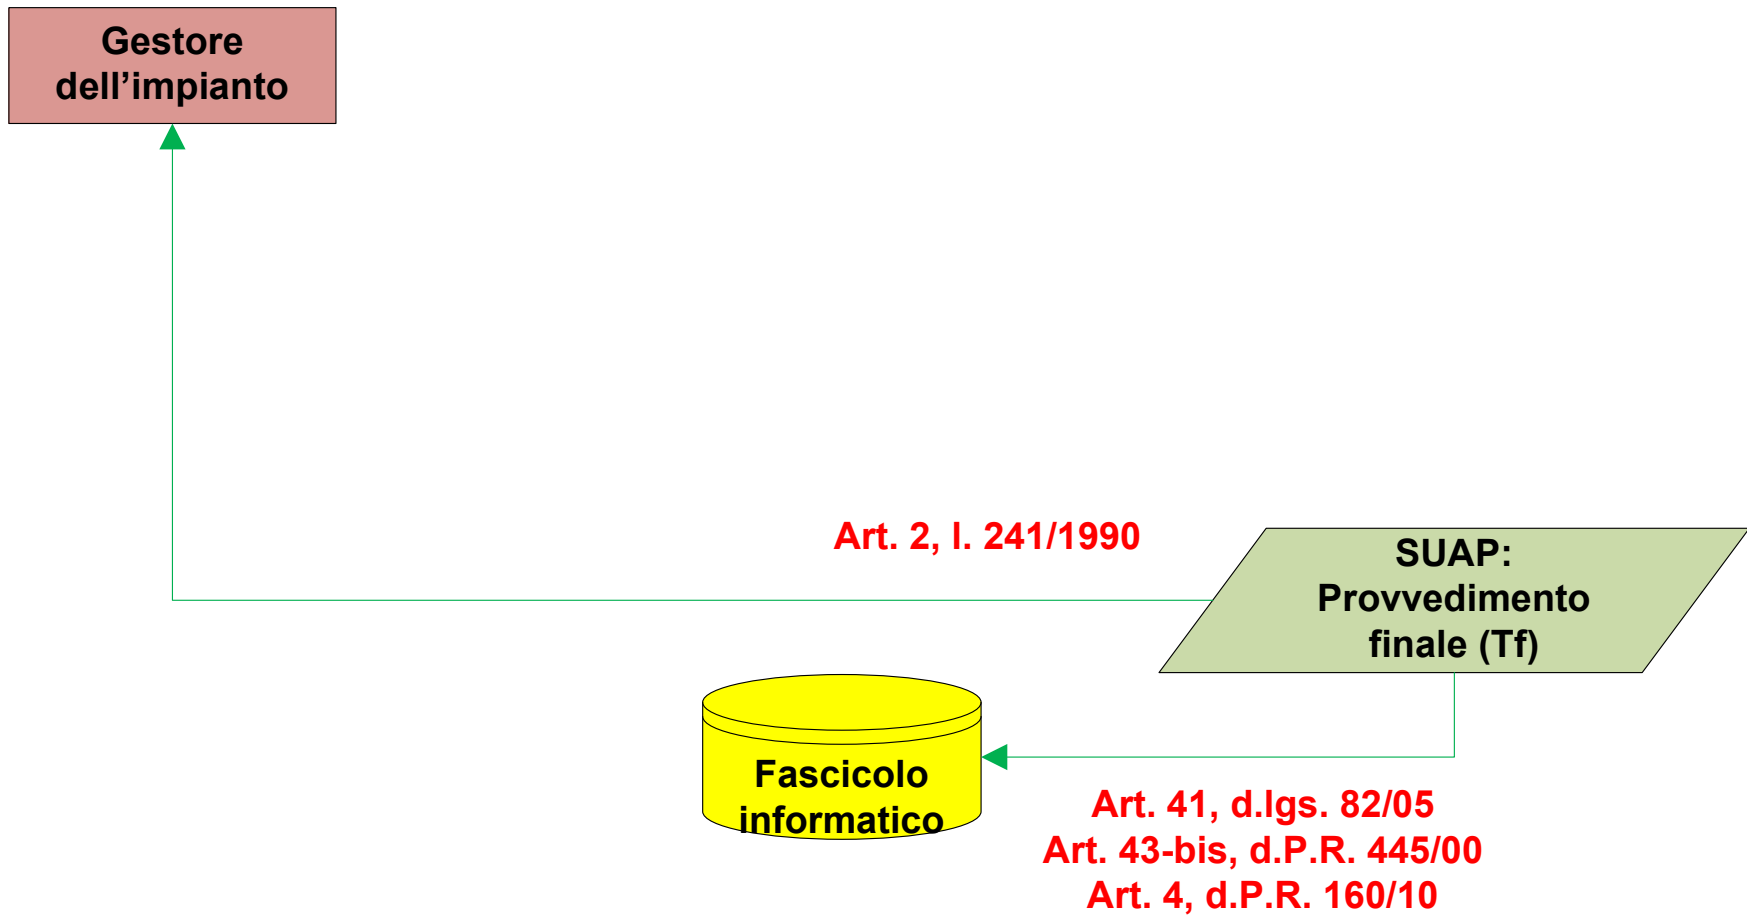 Gestore
dell’impianto
Art. 2, l. 241/1990
SUAP:
Provvedimento
finale (Tf)
Fascicolo
informatico
Art. 41, d.lgs. 82/05
Art. 43-bis, d.P.R. 445/00
Art. 4, d.P.R. 160/10